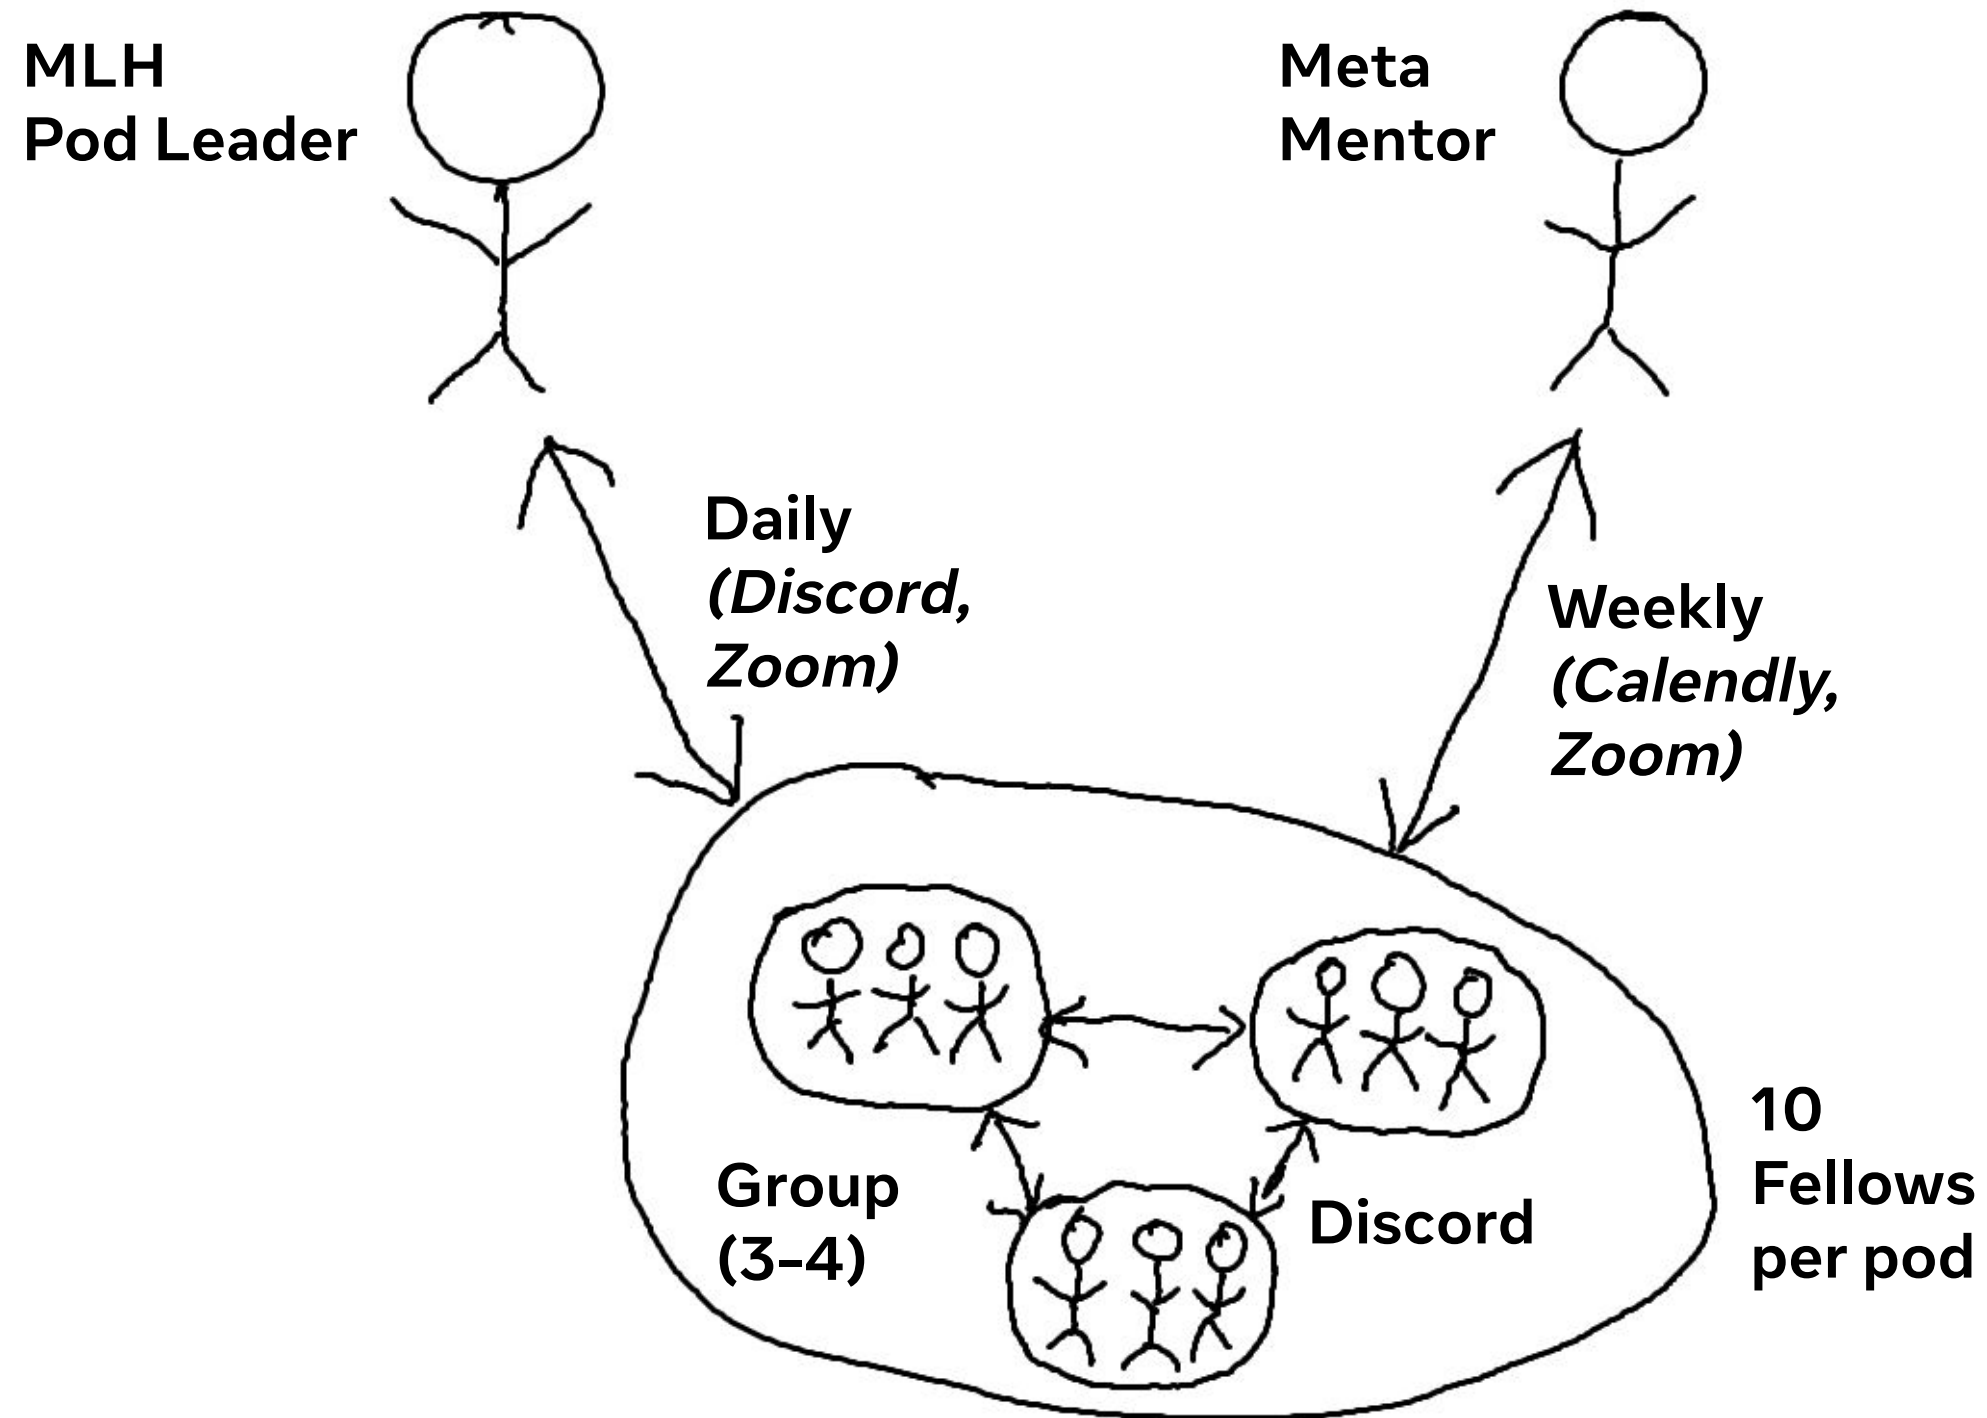 MLH
Pod Leader
Meta
Mentor
Daily
(Discord,
Zoom)
Weekly
(Calendly,
Zoom)
Group
(3-4)
Discord
10
Fellows
per pod